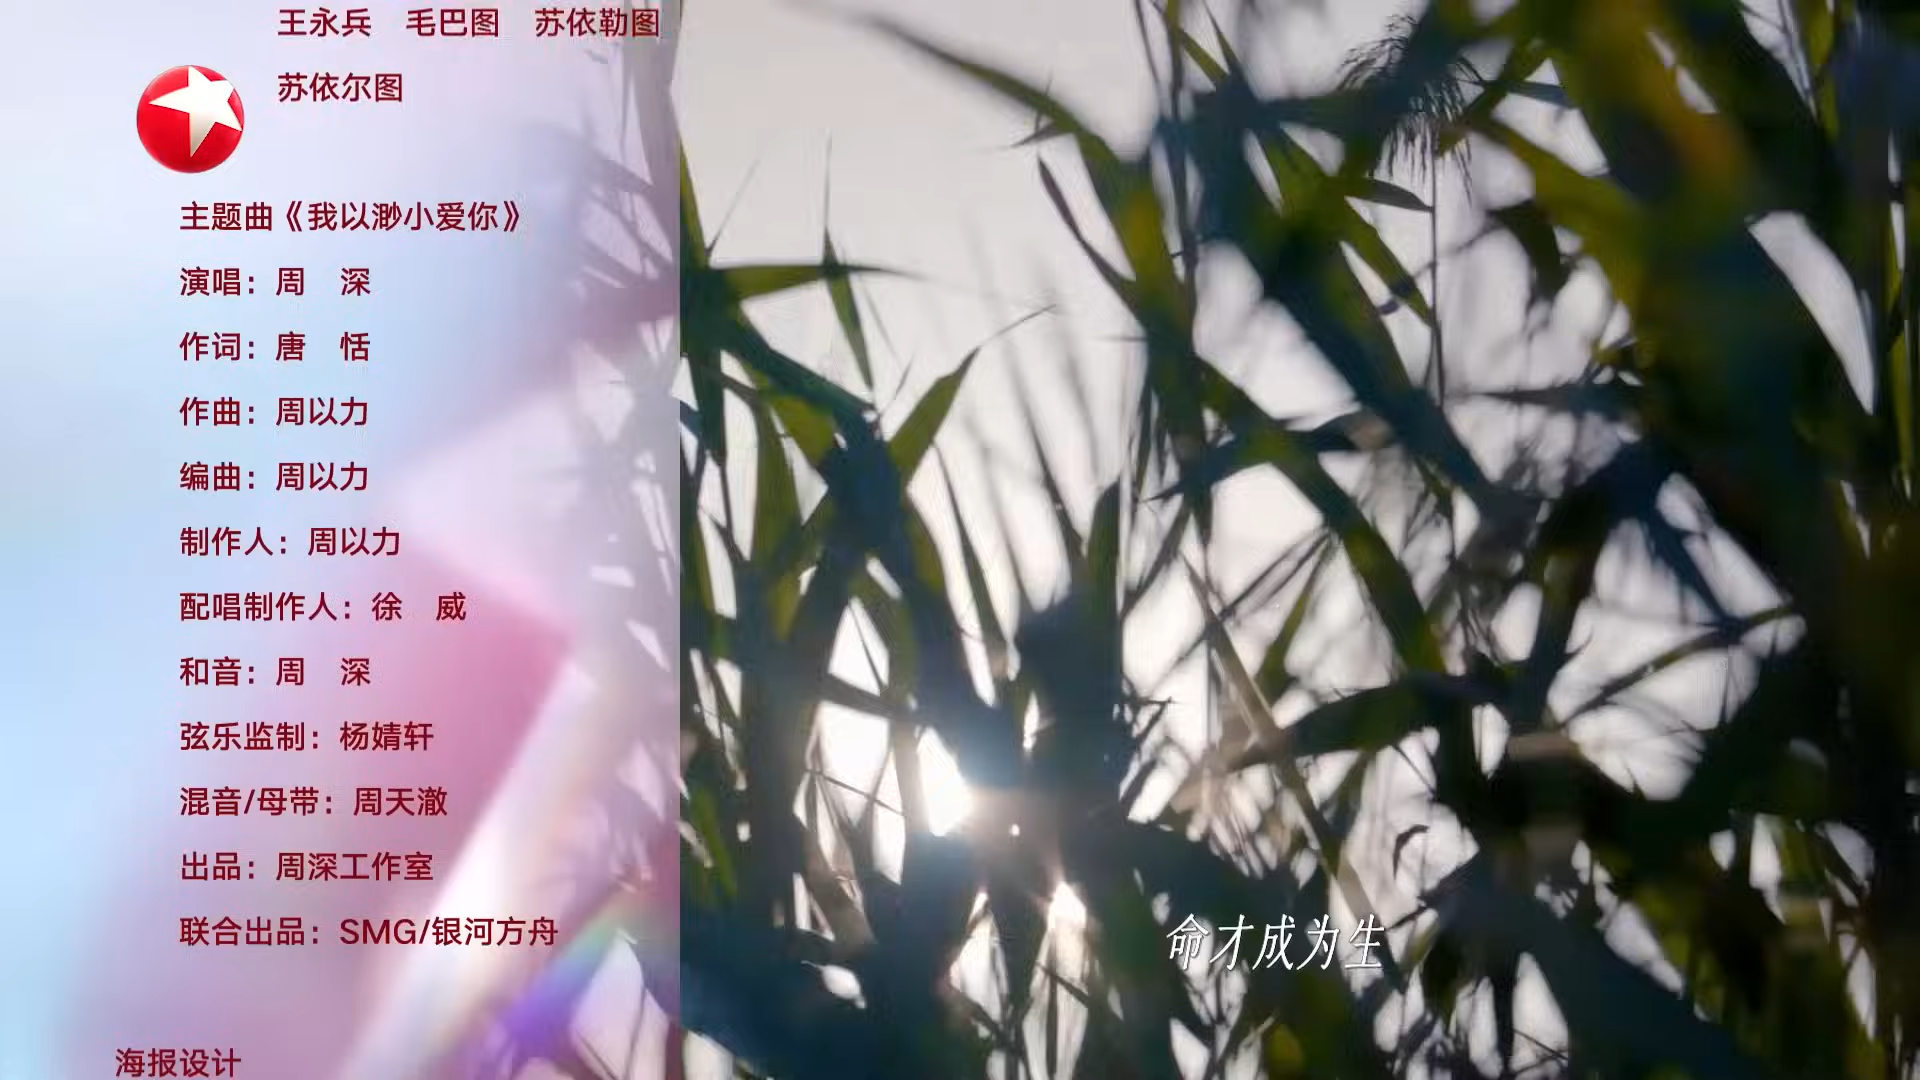 王永兵　毛巴图　苏依勒图
苏依尔图
主题曲《我以渺小爱你》
演唱：周　深
作词：唐　恬
作曲：周以力
编曲：周以力
制作人：周以力
配唱制作人：徐　威
和音：周　深
弦乐监制：杨婧轩
混音/母带：周天澈
出品：周深工作室
联合出品：SMG/银河方舟
海报设计
命才成为生